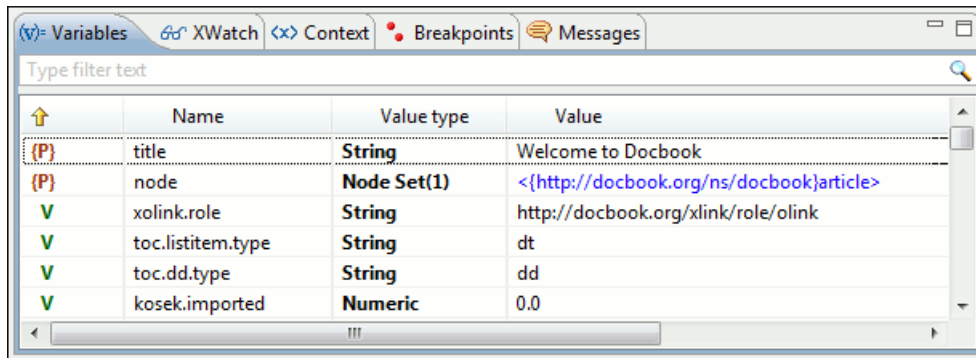 (v)= Variables XWatch <x> Context Breakpoints Messages
Type filter text
Name Value type Value
{P} title String Welcome to Docbook
{P} node Node Set(1) <{http://docbook.org/ns/docbook}article>
V xolink.role String http://docbook.org/xlink/role/olink
V toc.listitem.type String dt
V toc.dd.type String dd
V kosek.imported Numeric 0.0